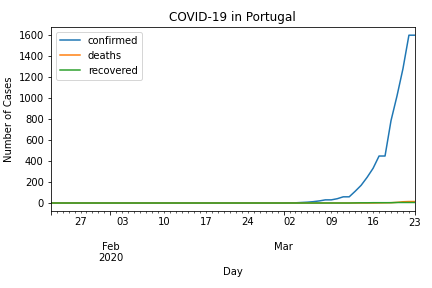 COVID-19 in Portugal
confirmed
deaths
recovered
Number of Cases
1600
1400
1200
1000
800
600
400
200
0
27 03 10 17 24 02 09 16 23
Feb Mar
2020
Day